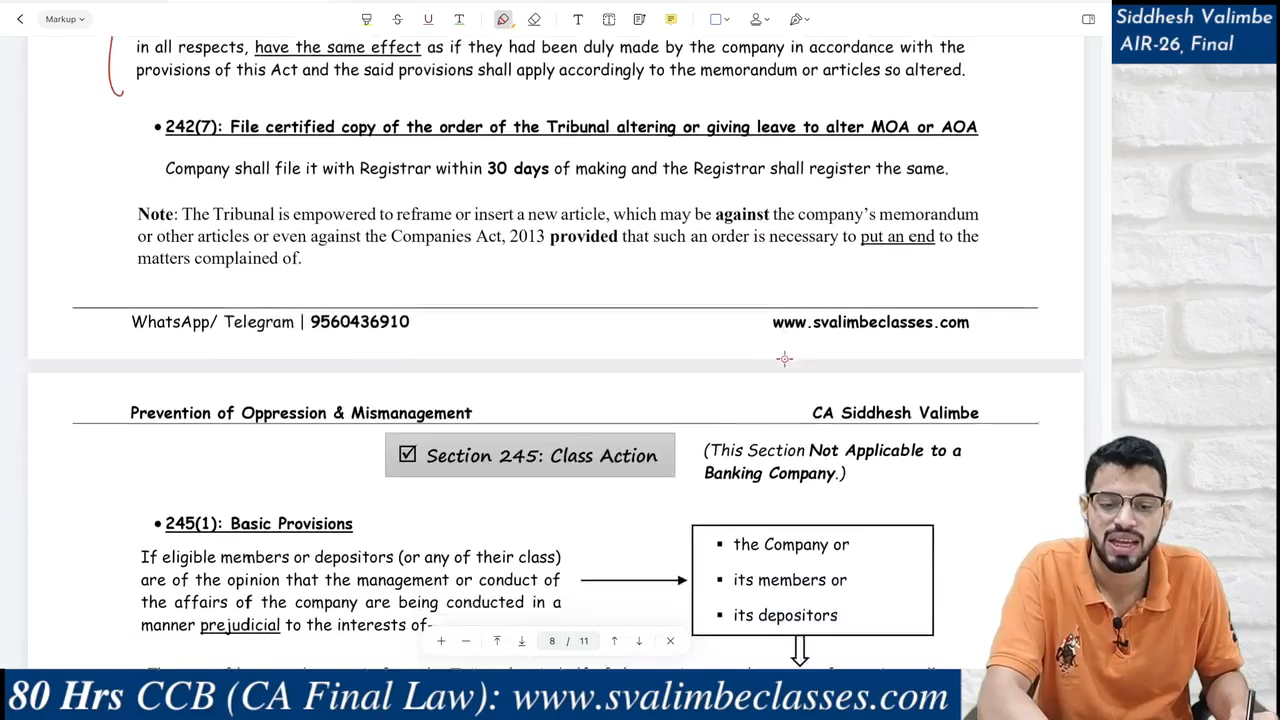 Markup
Siddhesh Valimbe
AIR-26, Final
in all respects, have the same effect as if they had been duly made by the company in accordance with the
provisions of this Act and the said provisions shall apply accordingly to the memorandum or articles so altered.
• 242(7): File certified copy of the order of the Tribunal altering or giving leave to alter MOA or AOA
Company shall file it with Registrar within 30 days of making and the Registrar shall register the same.
Note: The Tribunal is empowered to reframe or insert a new article, which may be against the company's memorandum
or other articles or even against the Companies Act, 2013 provided that such an order is necessary to put an end to the
matters complained of.
WhatsApp/ Telegram | 9560436910
www.svalimbeclasses.com
Prevention of Oppression & Mismanagement
CA Siddhesh Valimbe
Section 245: Class Action
(This Section Not Applicable to a
Banking Company.)
• 245(1): Basic Provisions
If eligible members or depositors (or any of their class)
are of the opinion that the management or conduct of
the affairs of the company are being conducted in a
manner prejudicial to the interests of-
▪ the Company or
▪ its members or
▪ its depositors
8 / 11
80 Hrs CCB (CA Final Law): www.svalimbeclasses.com